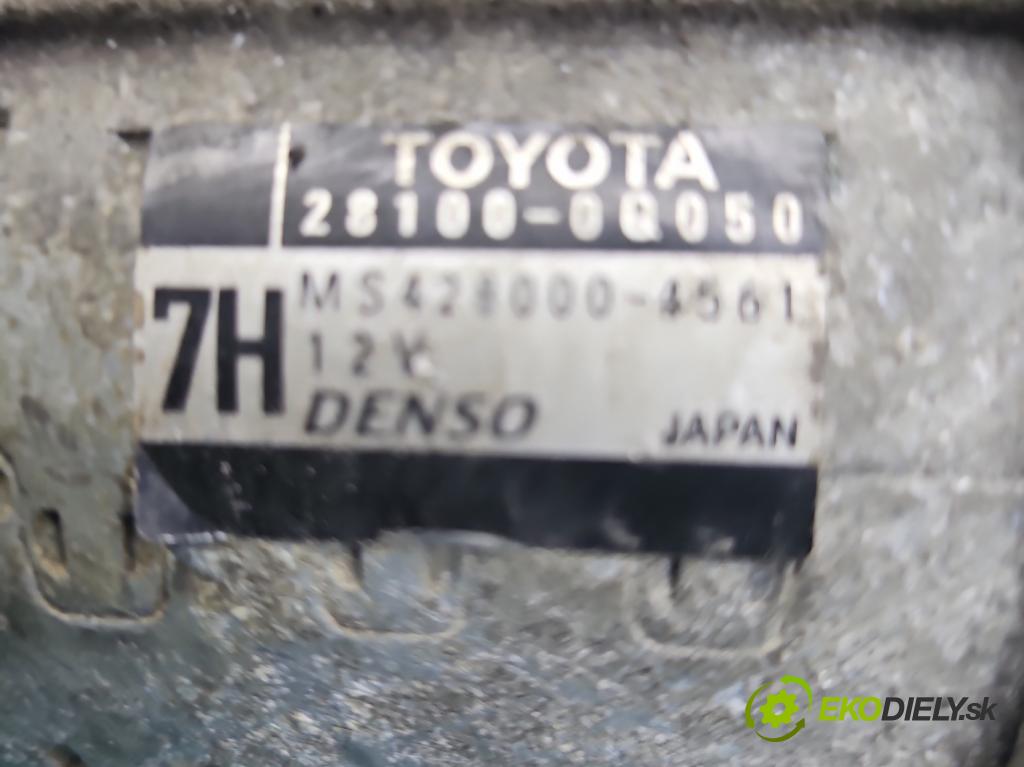 TOYOTA
28100-0Q050
7H
MS428000-4561
12V
DENSO
JAPAN
EKODIELY.sk